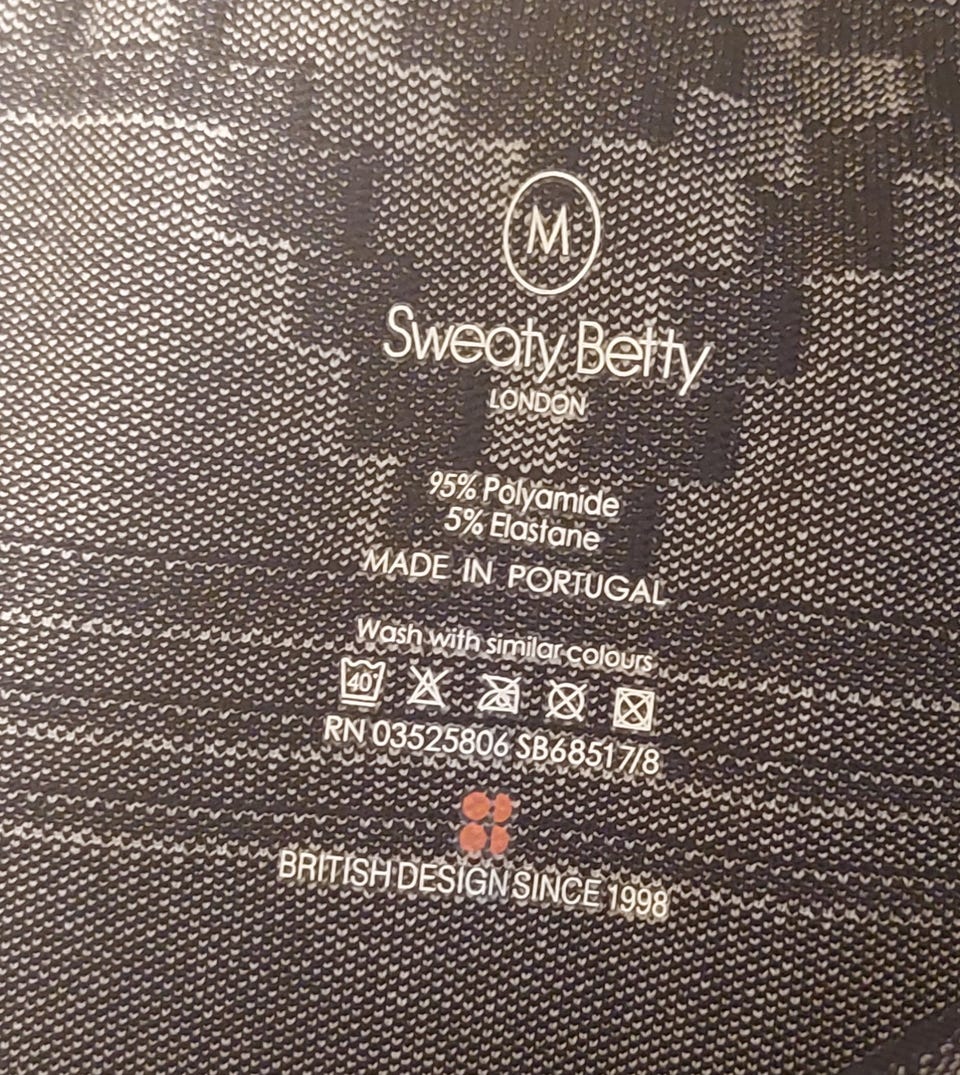 M
Sweaty Betty
LONDON
95% Polyamide
5% Elastane
MADE IN PORTUGAL
Wash with similar colours
40°
RN 03525806 SB68517/8
BRITISH DESIGN SINCE 1998